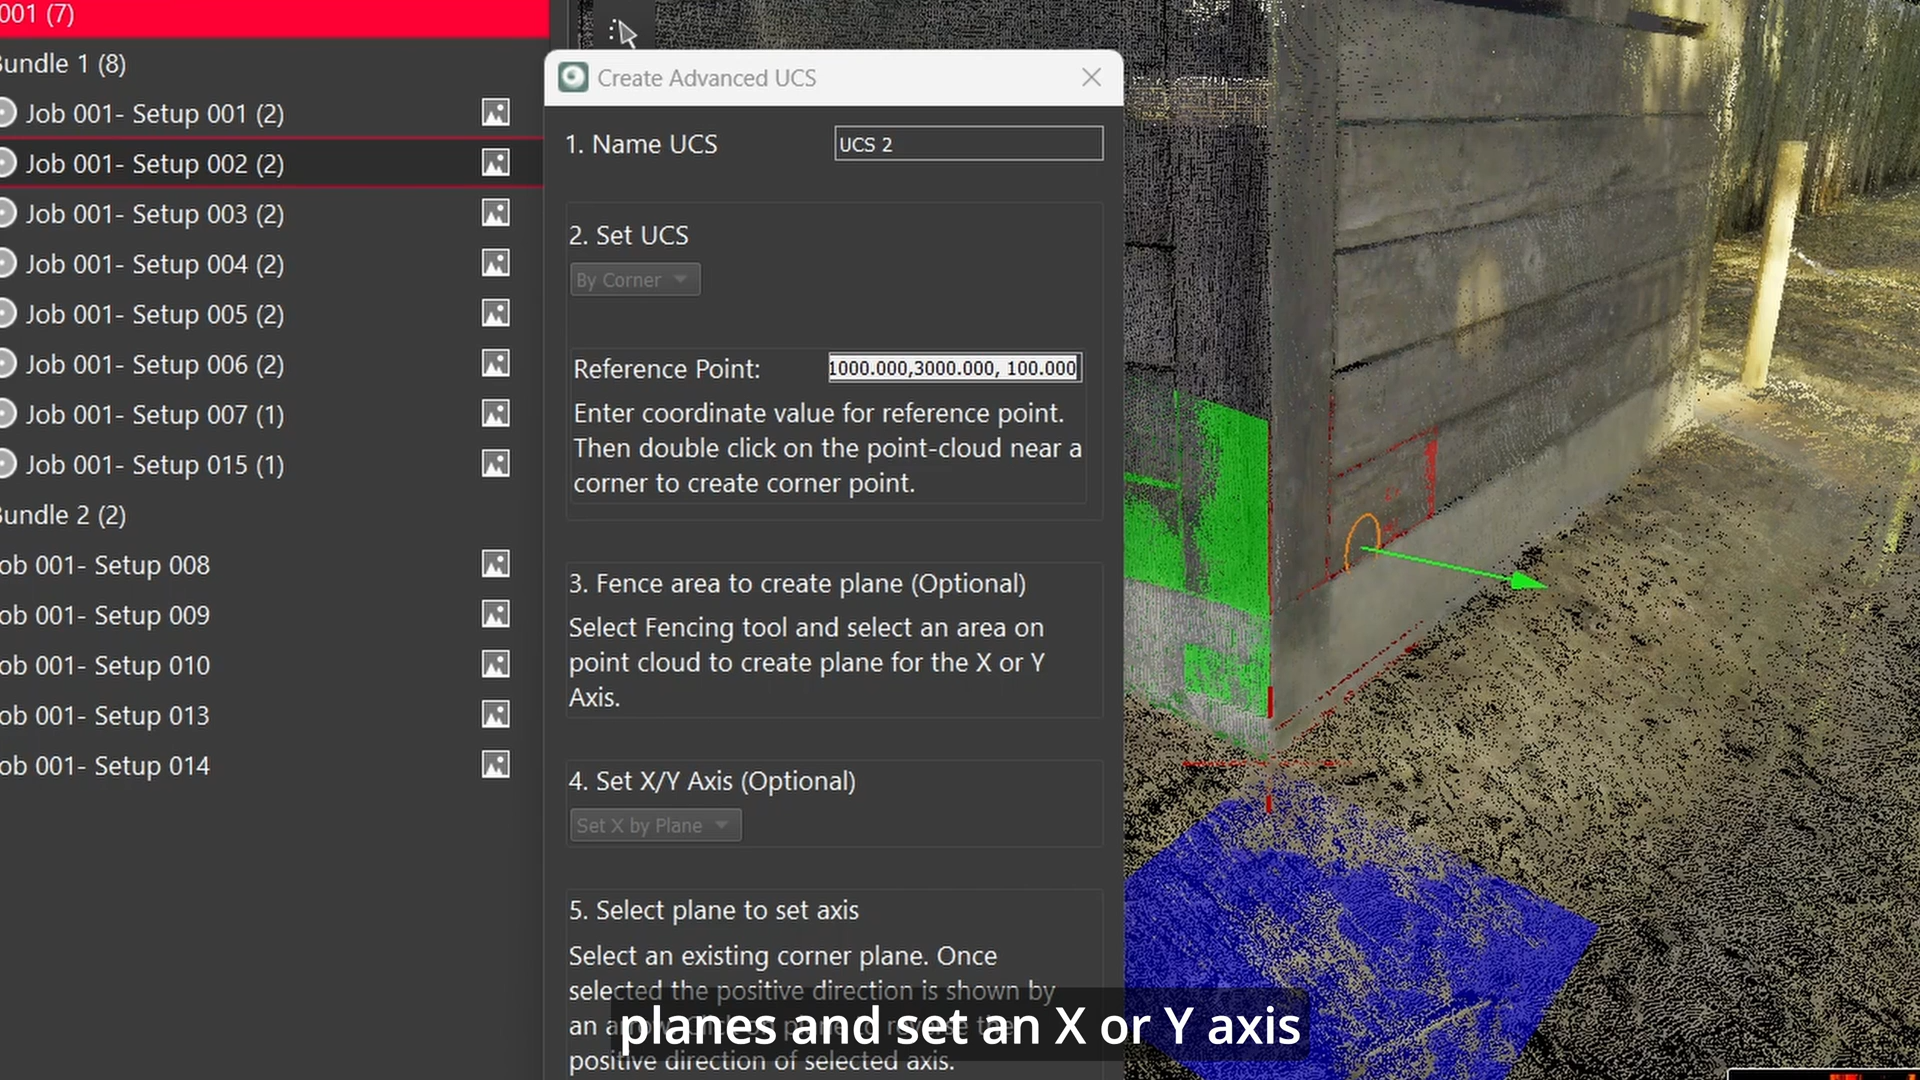 001 (7)
Bundle 1 (8)
Job 001- Setup 001 (2)
Job 001- Setup 002 (2)
Job 001- Setup 003 (2)
Job 001- Setup 004 (2)
Job 001- Setup 005 (2)
Job 001- Setup 006 (2)
Job 001- Setup 007 (1)
Job 001- Setup 015 (1)
Bundle 2 (2)
ob 001- Setup 008
ob 001- Setup 009
ob 001- Setup 010
ob 001- Setup 013
ob 001- Setup 014
Create Advanced UCS
1. Name UCS
UCS 2
2. Set UCS
By Corner
Reference Point:
1000.000,3000.000, 100.000
Enter coordinate value for reference point.
Then double click on the point-cloud near a
corner to create corner point.
3. Fence area to create plane (Optional)
Select Fencing tool and select an area on
point cloud to create plane for the X or Y
Axis.
4. Set X/Y Axis (Optional)
Set X by Plane
5. Select plane to set axis
Select an existing corner plane. Once
selected the positive direction is shown by
an
positive direction of selected axis.
planes and set an X or Y axis